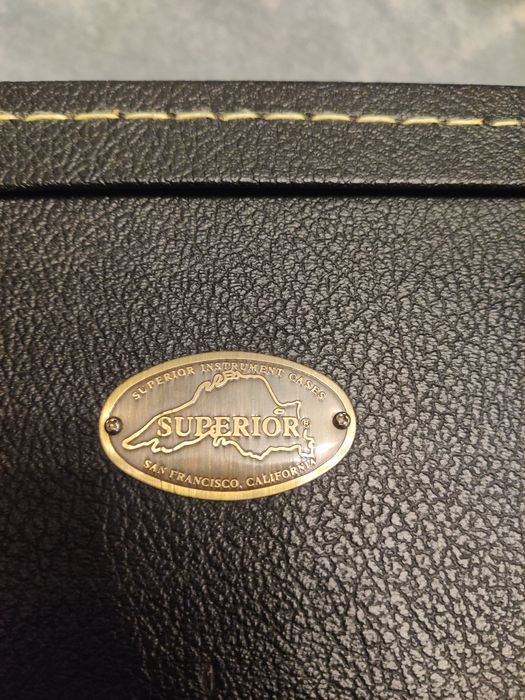 SUPERIOR INSTRUMENT CASES
SUPERIOR®
SAN FRANCISCO, CALIFORNIA